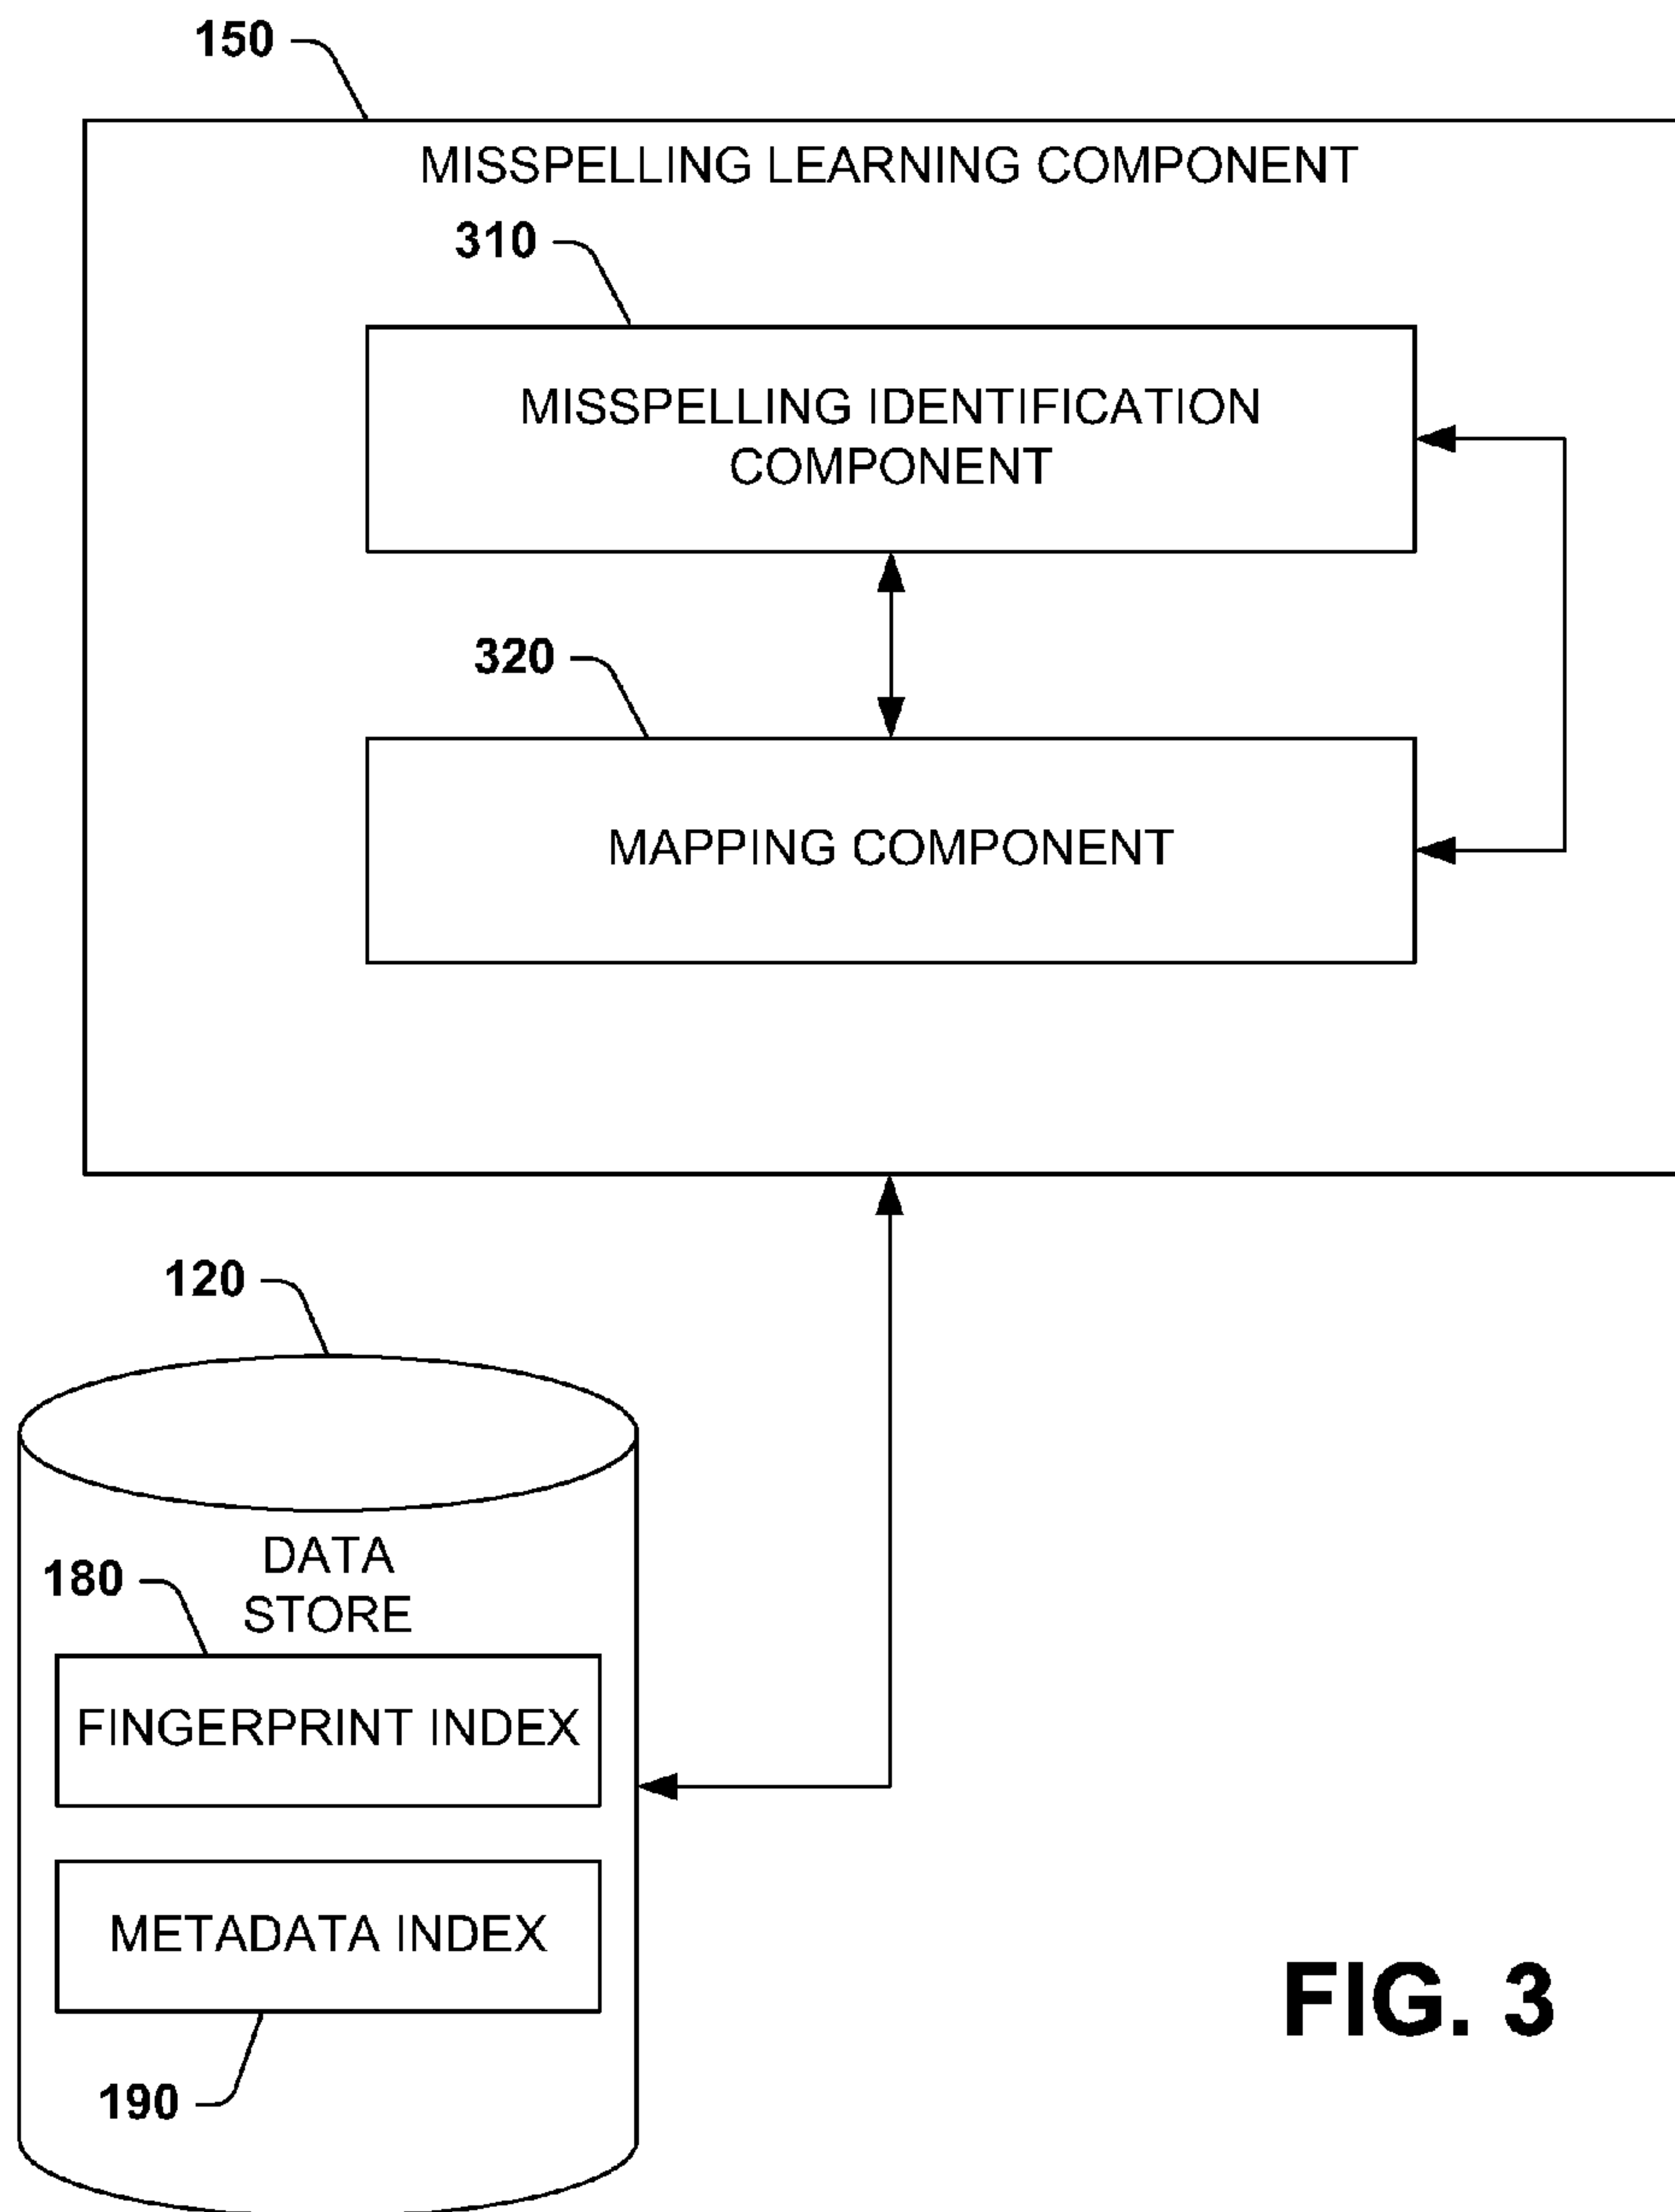 150
MISSPELLING LEARNING COMPONENT
310
MISSPELLING IDENTIFICATION
COMPONENT
320
MAPPING COMPONENT
120
DATA
STORE
180
FINGERPRINT INDEX
METADATA INDEX
190
FIG. 3